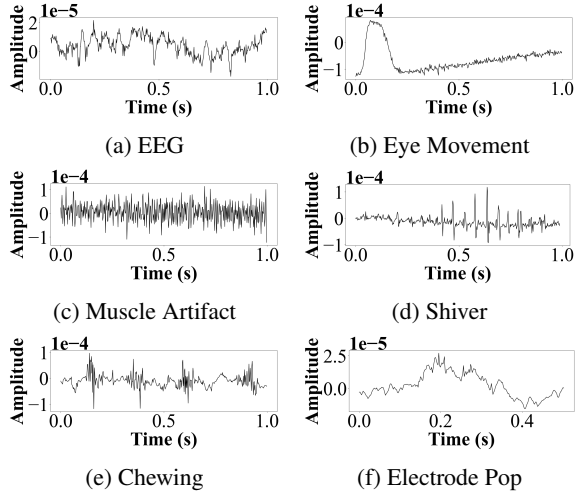 1e−5
Amplitude
2
0
0.0 0.5 1.0
Time (s)
(a) EEG
1e−4
Amplitude
0
−1
0.0 0.5 1.0
Time (s)
(b) Eye Movement
1e−4
Amplitude
1
0
−1
0.0 0.5 1.0
Time (s)
(c) Muscle Artifact
1e−4
Amplitude
1
0
−1
0.0 0.5 1.0
Time (s)
(d) Shiver
1e−4
Amplitude
1
0
−1
0.0 0.5 1.0
Time (s)
(e) Chewing
1e−5
Amplitude
2.5
0.0
0.0 0.2 0.4
Time (s)
(f) Electrode Pop